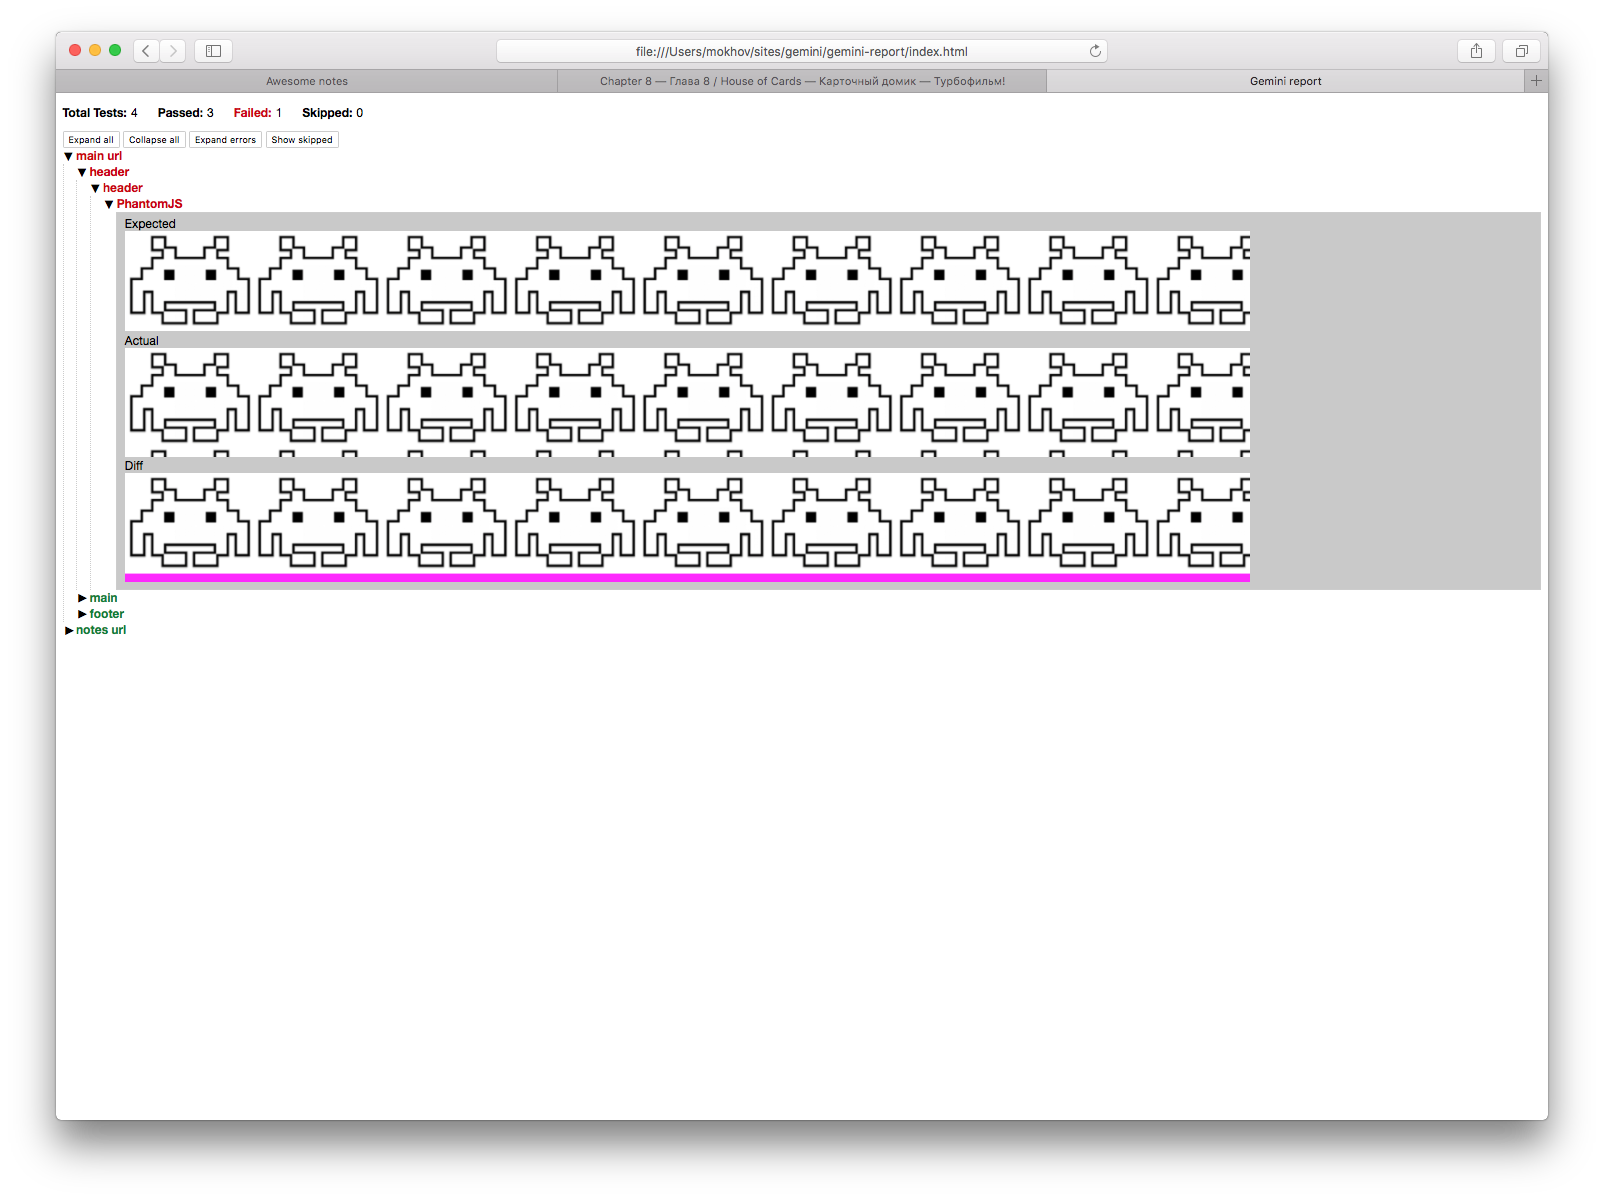 file:///Users/mokhov/sites/gemini/gemini-report/index.html
Awesome notes
Chapter 8 — Глава 8 / House of Cards — Карточный домик — Турбофильм!
Gemini report
Total Tests: 4 Passed: 3 Failed: 1 Skipped: 0
Expand all Collapse all Expand errors Show skipped
main url
header
header
PhantomJS
Expected
Actual
Diff
main
footer
notes url